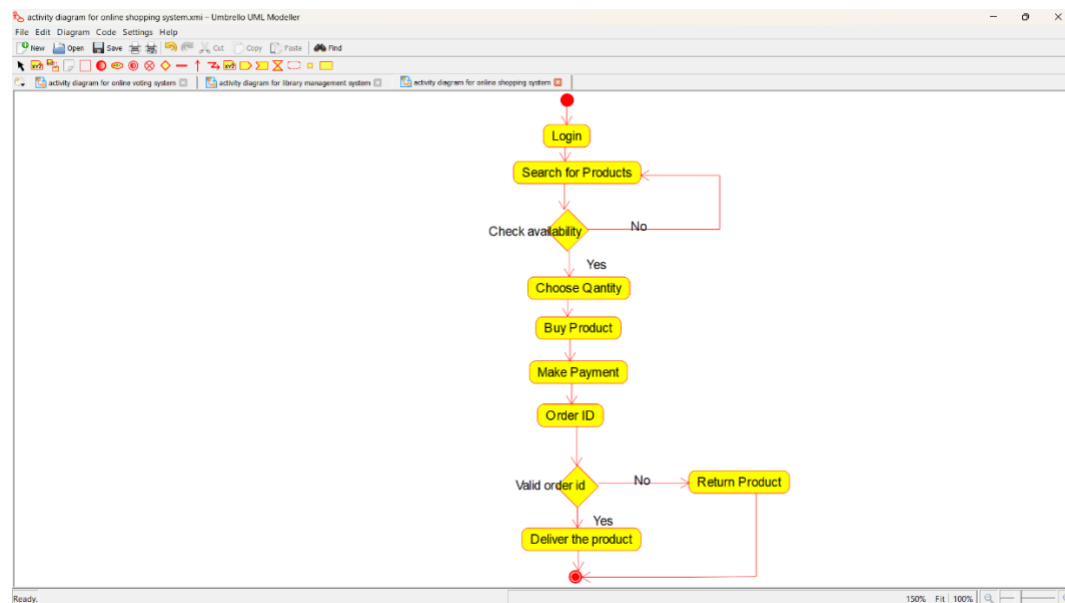 activity diagram for online shopping system.xmi – Umbrello UML Modeller
File Edit Diagram Code Settings Help
New Open Save Cut Copy Paste Find
activity diagram for online voting system activity diagram for library management system activity diagram for online shopping system
Login
Search for Products
Check availability
No
Yes
Choose Qantity
Buy Product
Make Payment
Order ID
Valid order id
No
Return Product
Yes
Deliver the product
Ready.
150% Fit 100%